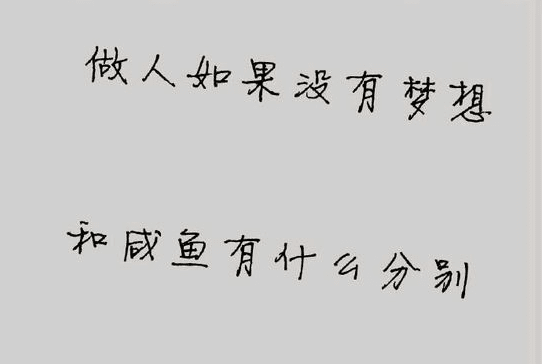 做人如果没有梦想
和咸鱼有什么分别